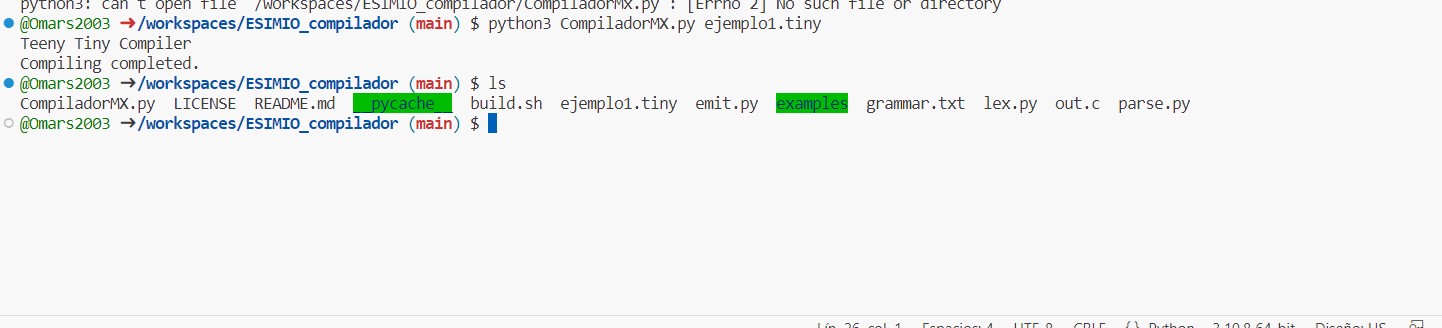 python3: can't open file '/workspaces/ESIMIO_compilador/CompiladorMx.py': [Errno 2] No such file or directory
@Omars2003 ➜/workspaces/ESIMIO_compilador (main) $ python3 CompiladorMX.py ejemplo1.tiny
Teeny Tiny Compiler
Compiling completed.
@Omars2003 ➜/workspaces/ESIMIO_compilador (main) $ ls
CompiladorMX.py LICENSE README.md __pycache__ build.sh ejemplo1.tiny emit.py examples grammar.txt lex.py out.c parse.py
@Omars2003 ➜/workspaces/ESIMIO_compilador (main) $
Lín. 26, col. 1 Espacios: 4 UTF-8 CRLF {} Python 3.10.8 64-bit Diseño: US